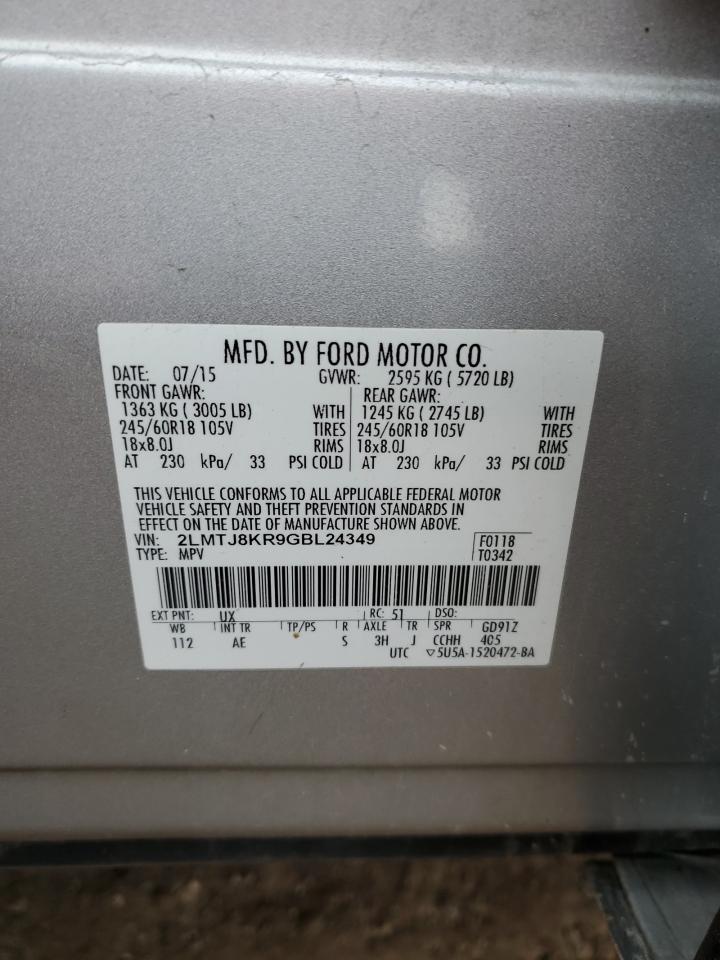 MFD. BY FORD MOTOR CO.
DATE: 07/15 GVWR: 2595 KG ( 5720 LB)
FRONT GAWR: REAR GAWR:
1363 KG ( 3005 LB) WITH 1245 KG ( 2745 LB) WITH
245/60R18 105V TIRES 245/60R18 105V TIRES
18x8.0J RIMS 18x8.0J RIMS
AT 230 kPa/ 33 PSI COLD AT 230 kPa/ 33 PSI COLD
THIS VEHICLE CONFORMS TO ALL APPLICABLE FEDERAL MOTOR
VEHICLE SAFETY AND THEFT PREVENTION STANDARDS IN
EFFECT ON THE DATE OF MANUFACTURE SHOWN ABOVE.
VIN: 2LMTJ8KR9GBL24349 F0118
TYPE: MPV T0342
EXT PNT: UX RC: 51 DSO:
WB INT TR TP/PS R AXLE TR SPR GD91Z
112 AE S 3H J CCHH 405
UTC ▽5U5A-1520472-BA